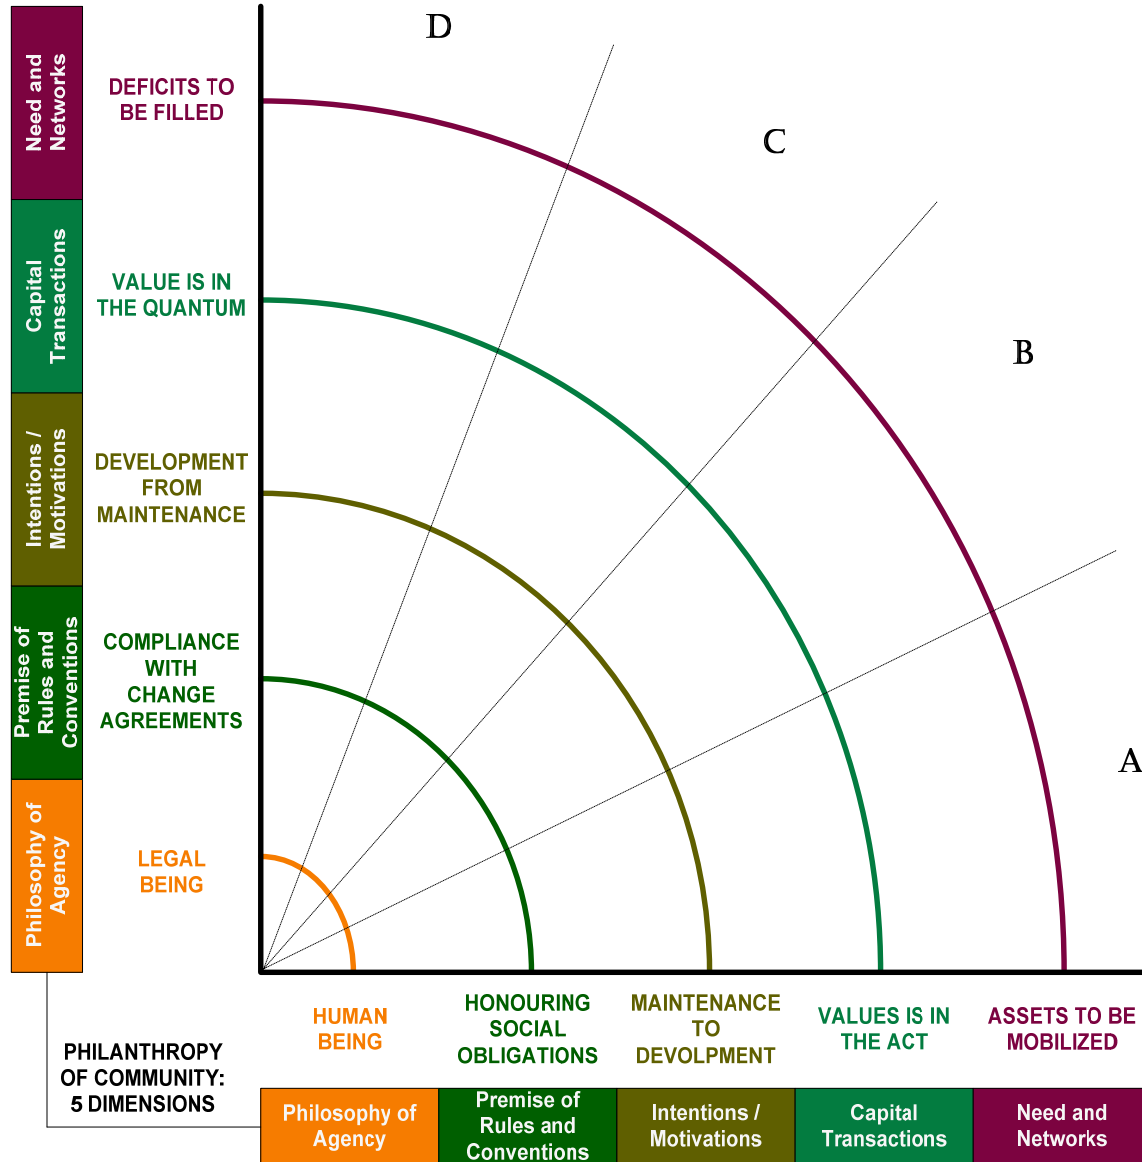 D
C
B
A
Need and
Networks
DEFICITS TO
BE FILLED
Capital
Transactions
VALUE IS IN
THE QUANTUM
Intentions /
Motivations
DEVELOPMENT
FROM
MAINTENANCE
Premise of
Rules and
Conventions
COMPLIANCE
WITH
CHANGE
AGREEMENTS
Philosophy of
Agency
LEGAL
BEING
HUMAN
BEING
HONOURING
SOCIAL
OBLIGATIONS
MAINTENANCE
TO
DEVOLPMENT
VALUES IS IN
THE ACT
ASSETS TO BE
MOBILIZED
PHILANTHROPY
OF COMMUNITY:
5 DIMENSIONS
Philosophy of
Agency
Premise of
Rules and
Conventions
Intentions /
Motivations
Capital
Transactions
Need and
Networks